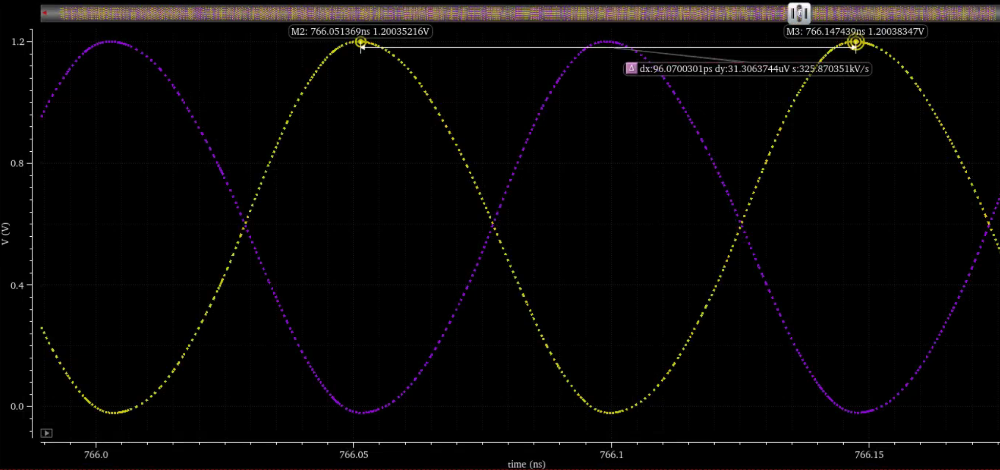 M2: 766.051369ns 1.20035216V
M3: 766.147439ns 1.20038347V
Δ dx:96.0700301ps dy:31.3063744uV s:325.870351kV/s
1.2
0.8
0.4
0.0
V (V)
766.0
766.05
766.1
766.15
time (ns)